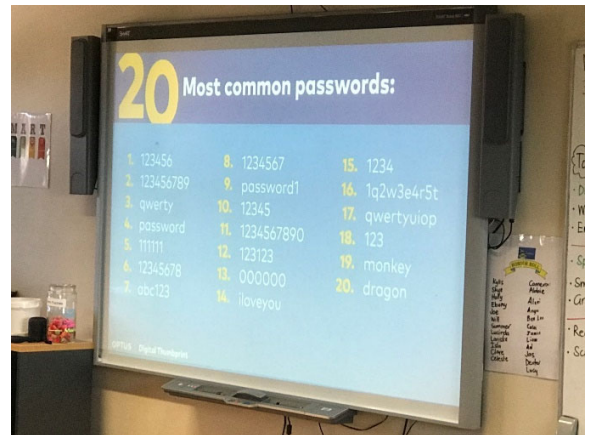 20 Most common passwords:
1. 123456
2. 123456789
3. qwerty
4. password
5. 111111
6. 12345678
7. abc123
8. 1234567
9. password1
10. 12345
11. 1234567890
12. 123123
13. 000000
14. iloveyou
15. 1234
16. 1q2w3e4r5t
17. qwertyuiop
18. 123
19. monkey
20. dragon
OPTUS Digital Thumbprint